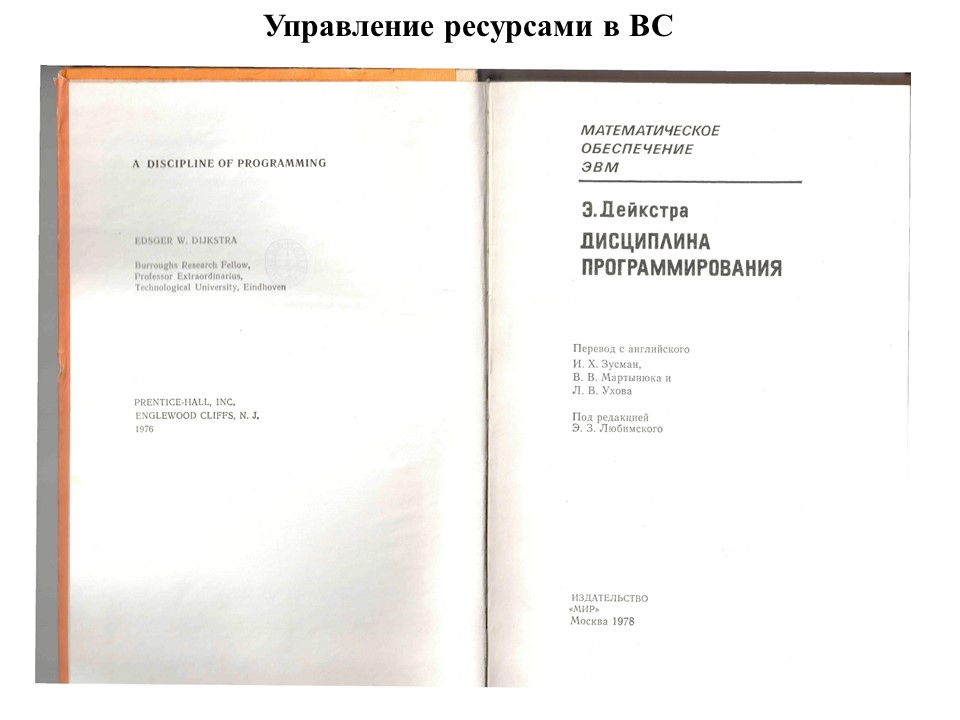 Управление ресурсами в ВС
A DISCIPLINE OF PROGRAMMING
EDSGER W. DIJKSTRA
Burroughs Research Fellow,
Professor Extraordinarius,
Technological University, Eindhoven
PRENTICE-HALL, INC.
ENGLEWOOD CLIFFS, N. J.
1976
МАТЕМАТИЧЕСКОЕ
ОБЕСПЕЧЕНИЕ
ЭВМ
Э.Дейкстра
ДИСЦИПЛИНА
ПРОГРАММИРОВАНИЯ
Перевод с английского
И. Х. Зусман,
В. В. Мартынюка и
Л. В. Ухова
Под редакцией
Э. З. Любимского
ИЗДАТЕЛЬСТВО
«МИР»
Москва 1978